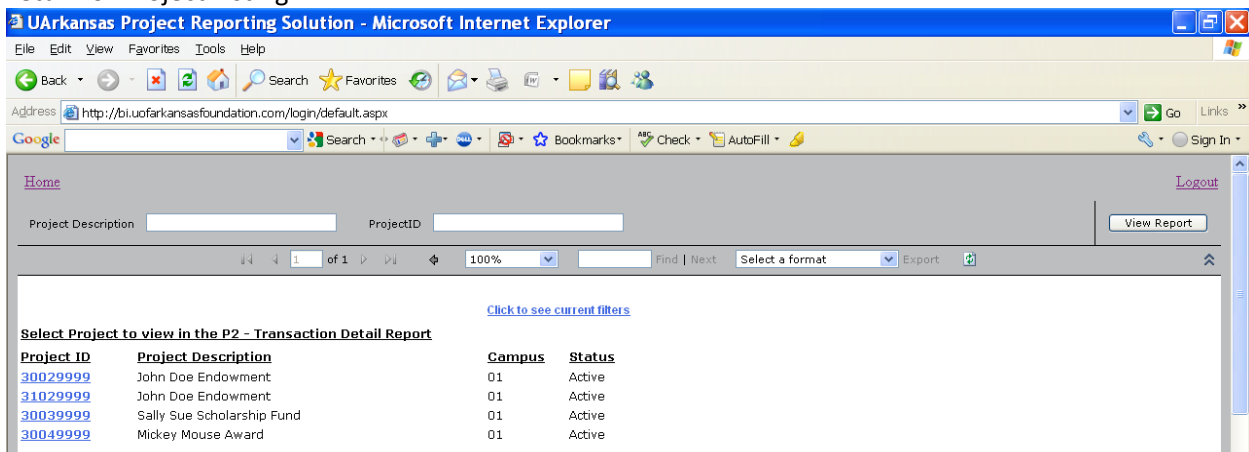 UArkansas Project Reporting Solution - Microsoft Internet Explorer
File Edit View Favorites Tools Help
Back Search Favorites
Address http://bi.uofarkansasfoundation.com/login/default.aspx Go Links »
Google Search Bookmarks Check AutoFill Sign In
Home Logout
Project Description ProjectID View Report
1 of 1 100% Find | Next Select a format Export
Click to see current filters
Select Project to view in the P2 - Transaction Detail Report
Project ID Project Description Campus Status
30029999 John Doe Endowment 01 Active
31029999 John Doe Endowment 01 Active
30039999 Sally Sue Scholarship Fund 01 Active
30049999 Mickey Mouse Award 01 Active